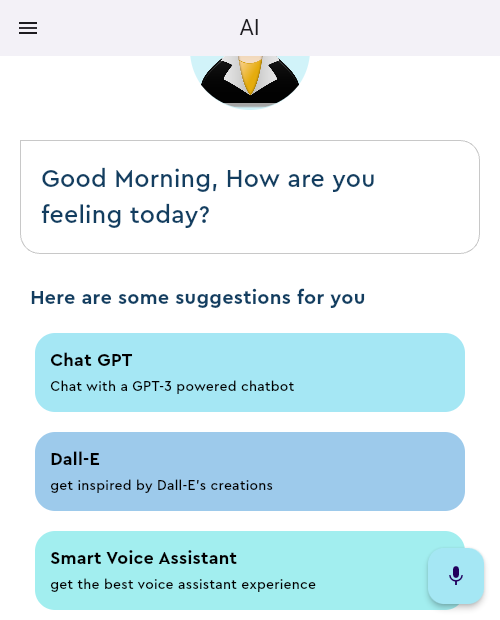 AI
Good Morning, How are you
feeling today?
Here are some suggestions for you
Chat GPT
Chat with a GPT-3 powered chatbot
Dall-E
get inspired by Dall-E's creations
Smart Voice Assistant
get the best voice assistant experience